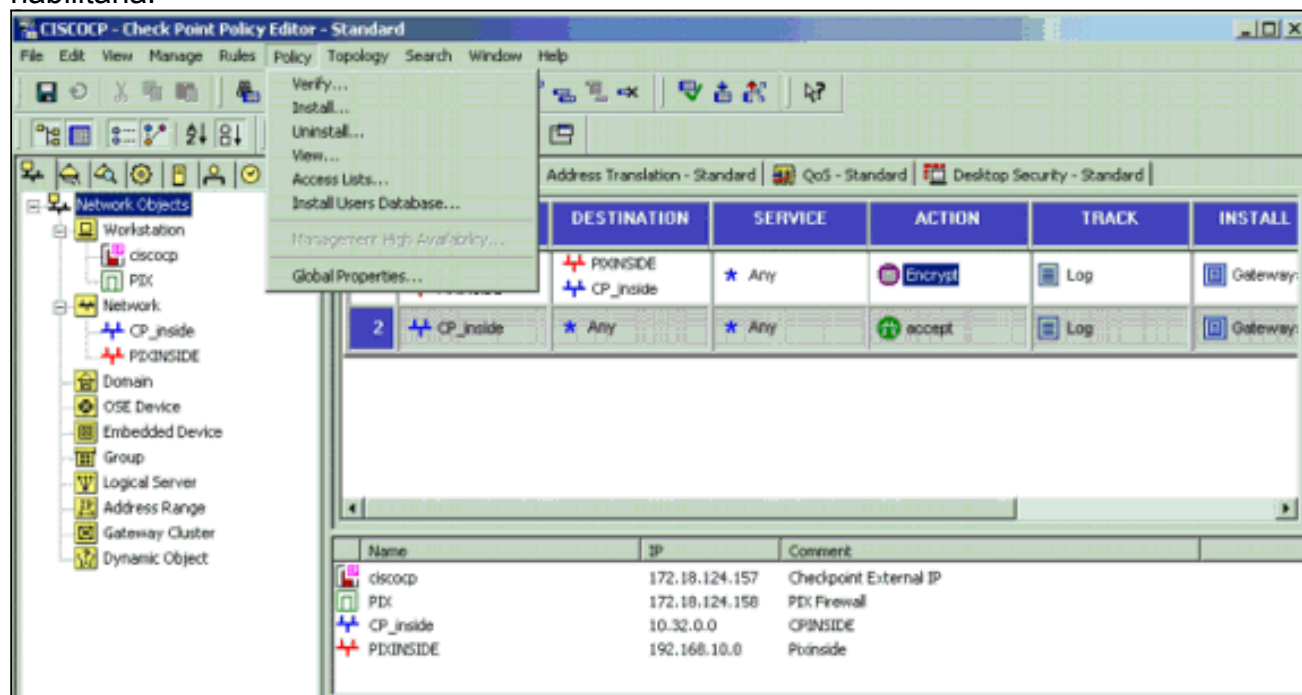 habilitarla.
CISCOCP - Check Point Policy Editor - Standard
File Edit View Manage Rules Policy Topology Search Window Help
Verify...
Install...
Uninstall...
View...
Access Lists...
Install Users Database...
Management High Availability...
Global Properties...
Address Translation - Standard QoS - Standard Desktop Security - Standard
Network Objects
Workstation
ciscocp
PIX
Network
CP_inside
PIXINSIDE
Domain
OSE Device
Embedded Device
Group
Logical Server
Address Range
Gateway Cluster
Dynamic Object
DESTINATION SERVICE ACTION TRACK INSTALL
PIXINSIDE
CP_inside
Any Encrypt Log Gateway
2 CP_inside Any Any accept Log Gateway
Name IP Comment
ciscocp 172.18.124.157 Checkpoint External IP
PIX 172.18.124.158 PIX Firewall
CP_inside 10.32.0.0 CPINSIDE
PIXINSIDE 192.168.10.0 Pixinside